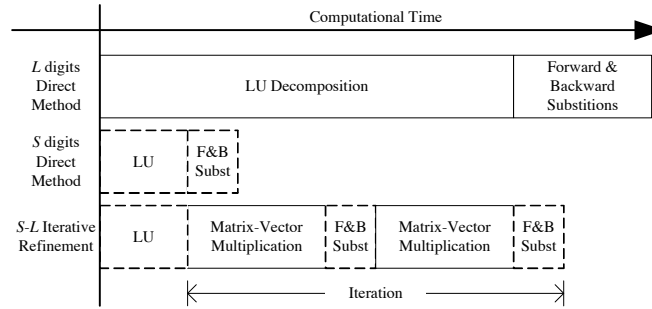 Computational Time
L digits
Direct
Method
LU Decomposition
Forward &
Backward
Substitions
S digits
Direct
Method
LU
F&B
Subst
S-L Iterative
Refinement
LU
Matrix-Vector
Multiplication
F&B
Subst
Matrix-Vector
Multiplication
F&B
Subst
Iteration